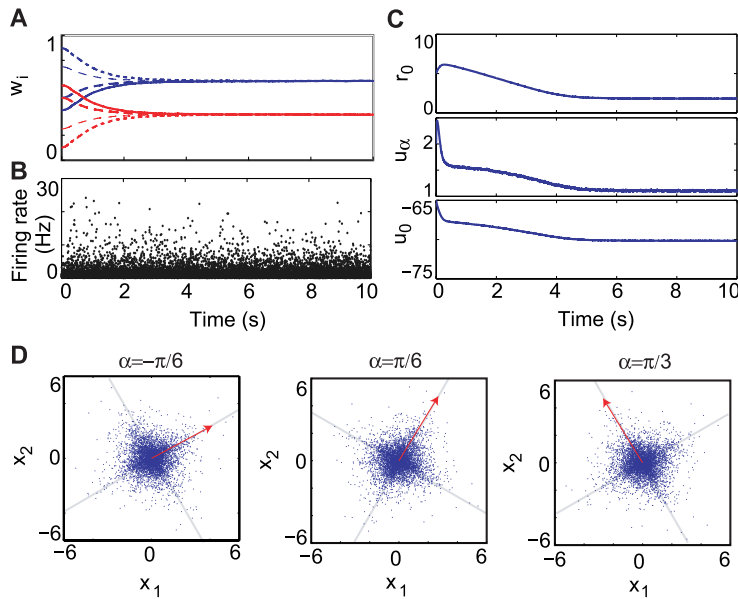 A
1
w_i
0
B
30
Firing rate
(Hz)
0
0 2 4 6 8 10
Time (s)
C
10
r_0
0
2
u_α
1
-65
u_0
-75
0 2 4 6 8 10
Time (s)
D
α=-π/6
6
x_2
0
-6
-6 0 6
x_1
α=π/6
6
x_2
0
-6
-6 0 6
x_1
α=π/3
6
x_2
0
-6
-6 0 6
x_1